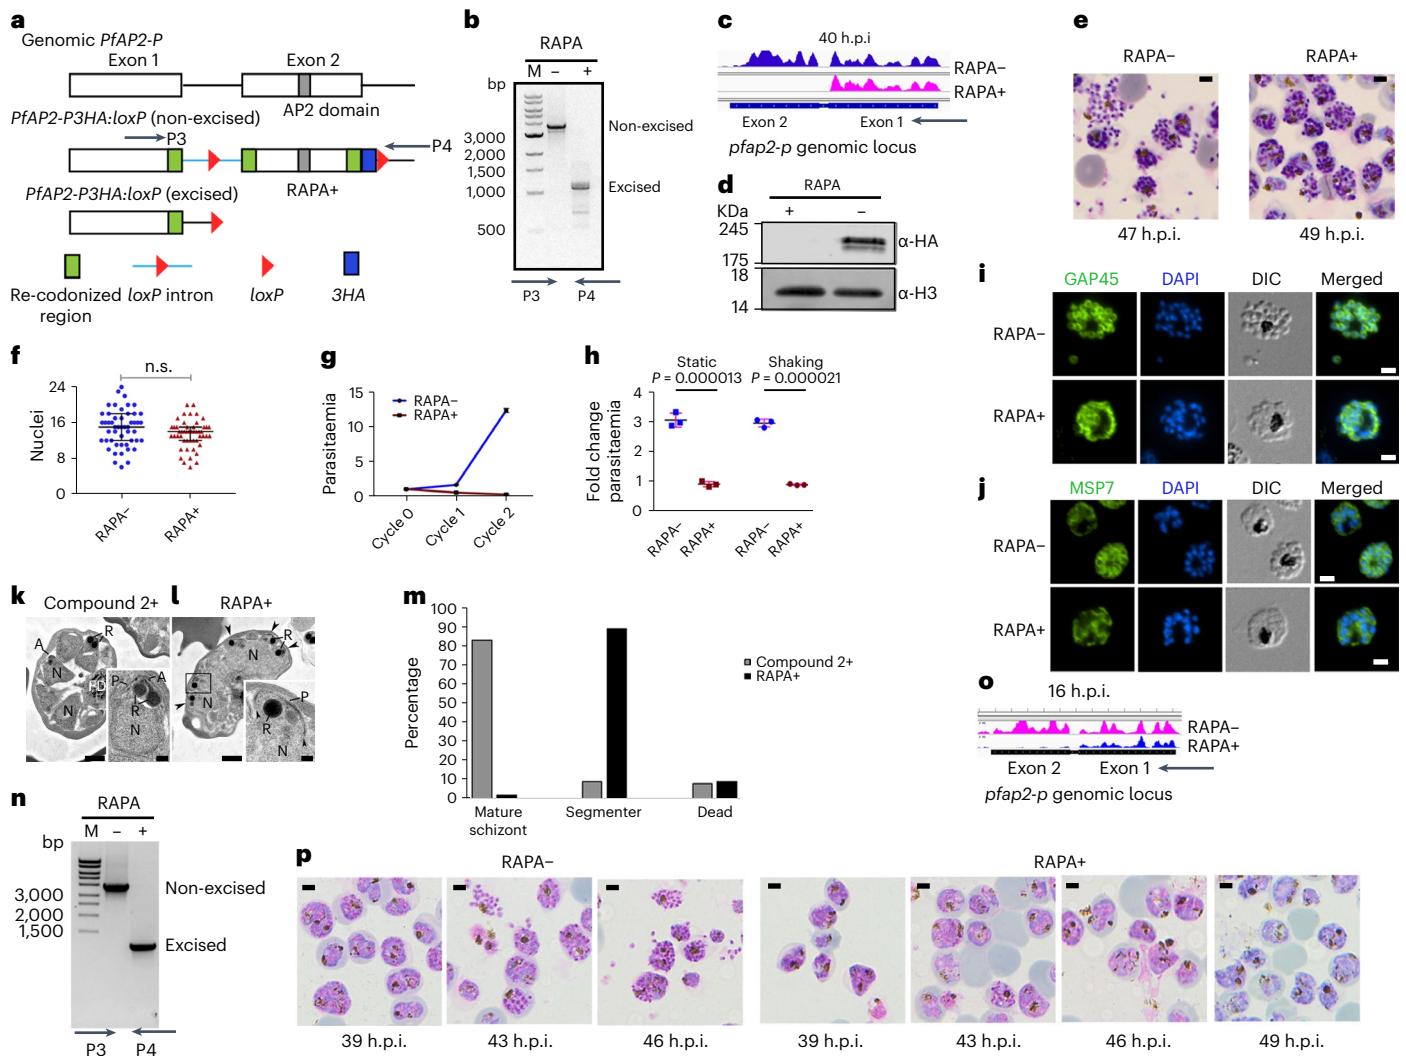 a
Genomic PfAP2-P
Exon 1
Exon 2
AP2 domain
PfAP2-P3HA:loxP (non-excised)
P3
P4
RAPA+
PfAP2-P3HA:loxP (excised)
Re-codonized region
loxP intron
loxP
3HA
b
RAPA
M – +
bp
3,000
2,000
1,500
1,000
500
Non-excised
Excised
P3
P4
c
40 h.p.i
RAPA–
RAPA+
Exon 2
Exon 1
pfap2-p genomic locus
d
RAPA
KDa
+ –
245
175
α-HA
18
14
α-H3
e
RAPA–
RAPA+
47 h.p.i.
49 h.p.i.
f
n.s.
Nuclei
24
16
8
0
RAPA–
RAPA+
g
Parasitaemia
15
10
5
0
RAPA–
RAPA+
Cycle 0
Cycle 1
Cycle 2
h
Static
P = 0.000013
Shaking
P = 0.000021
Fold change
parasitaemia
4
3
2
1
0
RAPA–
RAPA+
RAPA–
RAPA+
i
GAP45
DAPI
DIC
Merged
RAPA–
RAPA+
j
MSP7
DAPI
DIC
Merged
RAPA–
RAPA+
k
Compound 2+
A
R
N
FD
N
P
A
R
N
l
RAPA+
R
N
N
P
R
N
m
Percentage
100
90
80
70
60
50
40
30
20
10
0
Compound 2+
RAPA+
Mature
schizont
Segmenter
Dead
n
RAPA
M – +
bp
3,000
2,000
1,500
Non-excised
Excised
P3
P4
o
16 h.p.i.
RAPA–
RAPA+
Exon 2
Exon 1
pfap2-p genomic locus
p
RAPA–
RAPA+
39 h.p.i.
43 h.p.i.
46 h.p.i.
39 h.p.i.
43 h.p.i.
46 h.p.i.
49 h.p.i.